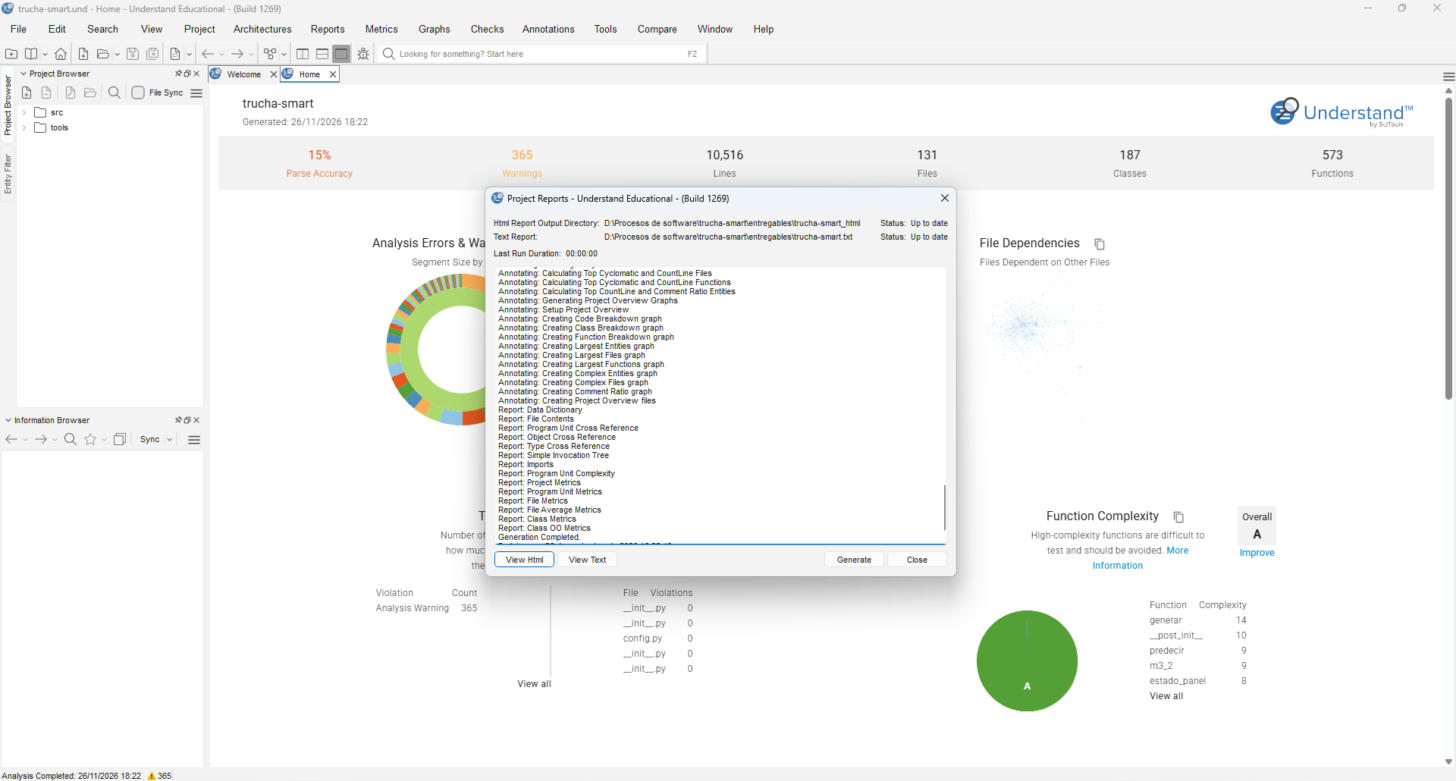 trucha-smart.und - Home - Understand Educational - (Build 1269)
File Edit Search View Project Architectures Reports Metrics Graphs Checks Annotations Tools Compare Window Help
Looking for something? Start here F2
Project Browser
Welcome Home
Project Browser
Entity Filter
File Sync
src
tools
trucha-smart
Generated: 26/11/2026 18:22
Understand™
by SciTools
15% 365 10,516 131 187 573
Parse Accuracy Warnings Lines Files Classes Functions
Project Reports - Understand Educational - (Build 1269)
Html Report Output Directory: D:\Procesos de software\trucha-smart\entregables\trucha-smart_html Status: Up to date
Text Report: D:\Procesos de software\trucha-smart\entregables\trucha-smart.txt Status: Up to date
Last Run Duration: 00:00:00
Annotating: Calculating Top Cyclomatic and CountLine Files
Annotating: Calculating Top Cyclomatic and CountLine Functions
Annotating: Calculating Top CountLine and Comment Ratio Entities
Annotating: Generating Project Overview Graphs
Annotating: Setup Project Overview
Annotating: Creating Code Breakdown graph
Annotating: Creating Class Breakdown graph
Annotating: Creating Function Breakdown graph
Annotating: Creating Largest Entities graph
Annotating: Creating Largest Files graph
Annotating: Creating Largest Functions graph
Annotating: Creating Complex Entities graph
Annotating: Creating Complex Files graph
Annotating: Creating Comment Ratio graph
Annotating: Creating Project Overview files
Report: Data Dictionary
Report: File Contents
Report: Program Unit Cross Reference
Report: Object Cross Reference
Report: Type Cross Reference
Report: Simple Invocation Tree
Report: Imports
Report: Program Unit Complexity
Report: Project Metrics
Report: Program Unit Metrics
Report: File Metrics
Report: File Average Metrics
Report: Class Metrics
Report: Class OO Metrics
Generation Completed.
View Html View Text Generate Close
Analysis Errors & Wa
Segment Size by
File Dependencies
Files Dependent on Other Files
Information Browser
Sync
T
Number of
how muc
the
Violation Count
Analysis Warning 365
File Violations
__init__.py 0
__init__.py 0
config.py 0
__init__.py 0
__init__.py 0
View all
Function Complexity
High-complexity functions are difficult to
test and should be avoided. More
Information
Overall
A
Improve
A
Function Complexity
generar 14
__post_init__ 10
predecir 9
m3_2 9
estado_panel 8
View all
Analysis Completed: 26/11/2026 18:22 365